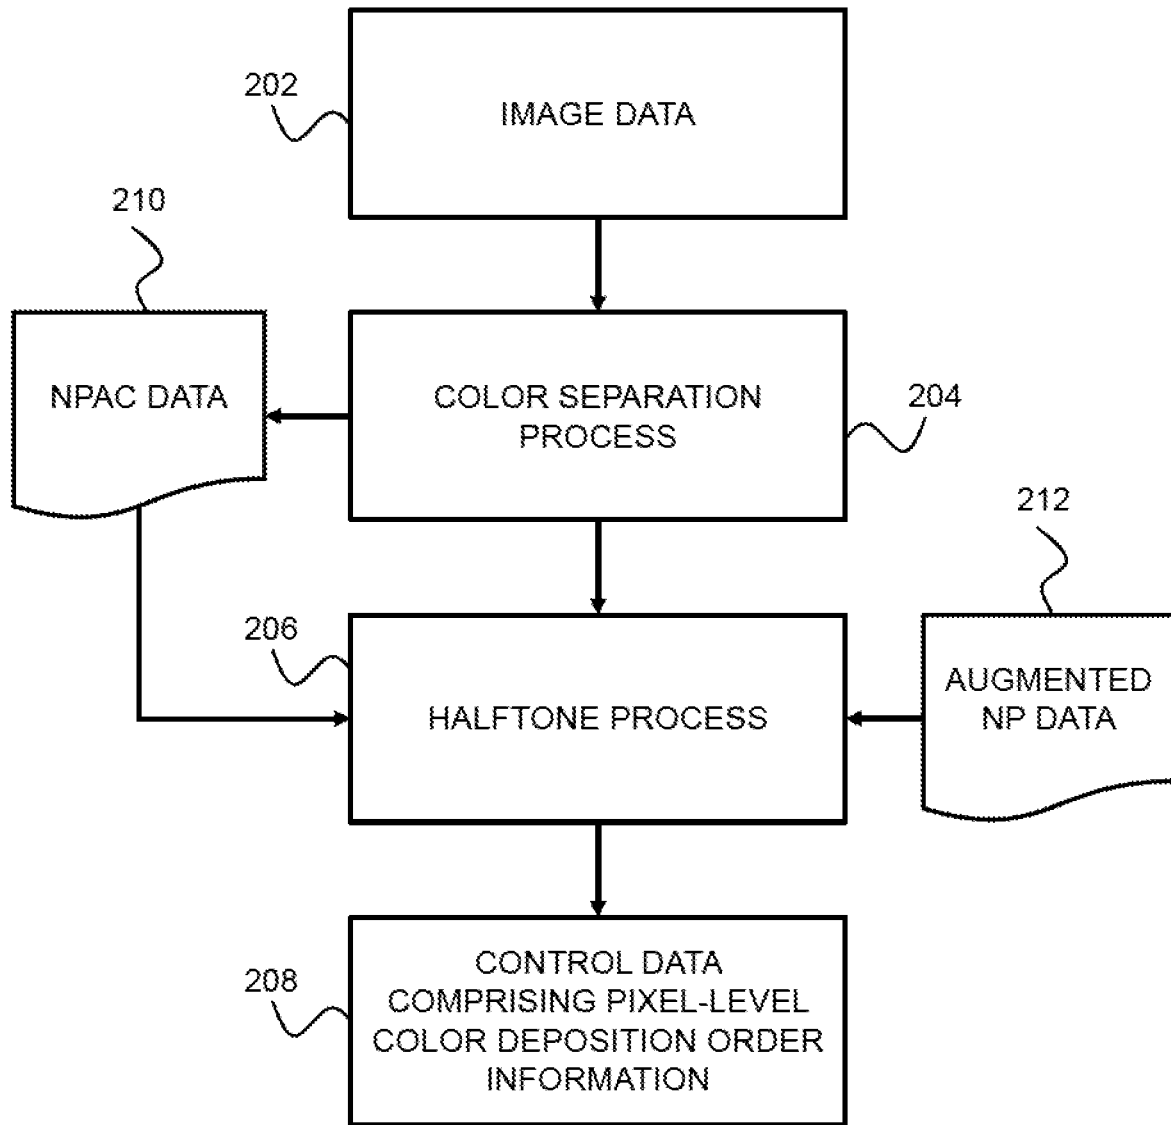 202
IMAGE DATA
210
NPAC DATA
COLOR SEPARATION
PROCESS
204
212
206
HALFTONE PROCESS
AUGMENTED
NP DATA
208
CONTROL DATA
COMPRISING PIXEL-LEVEL
COLOR DEPOSITION ORDER
INFORMATION